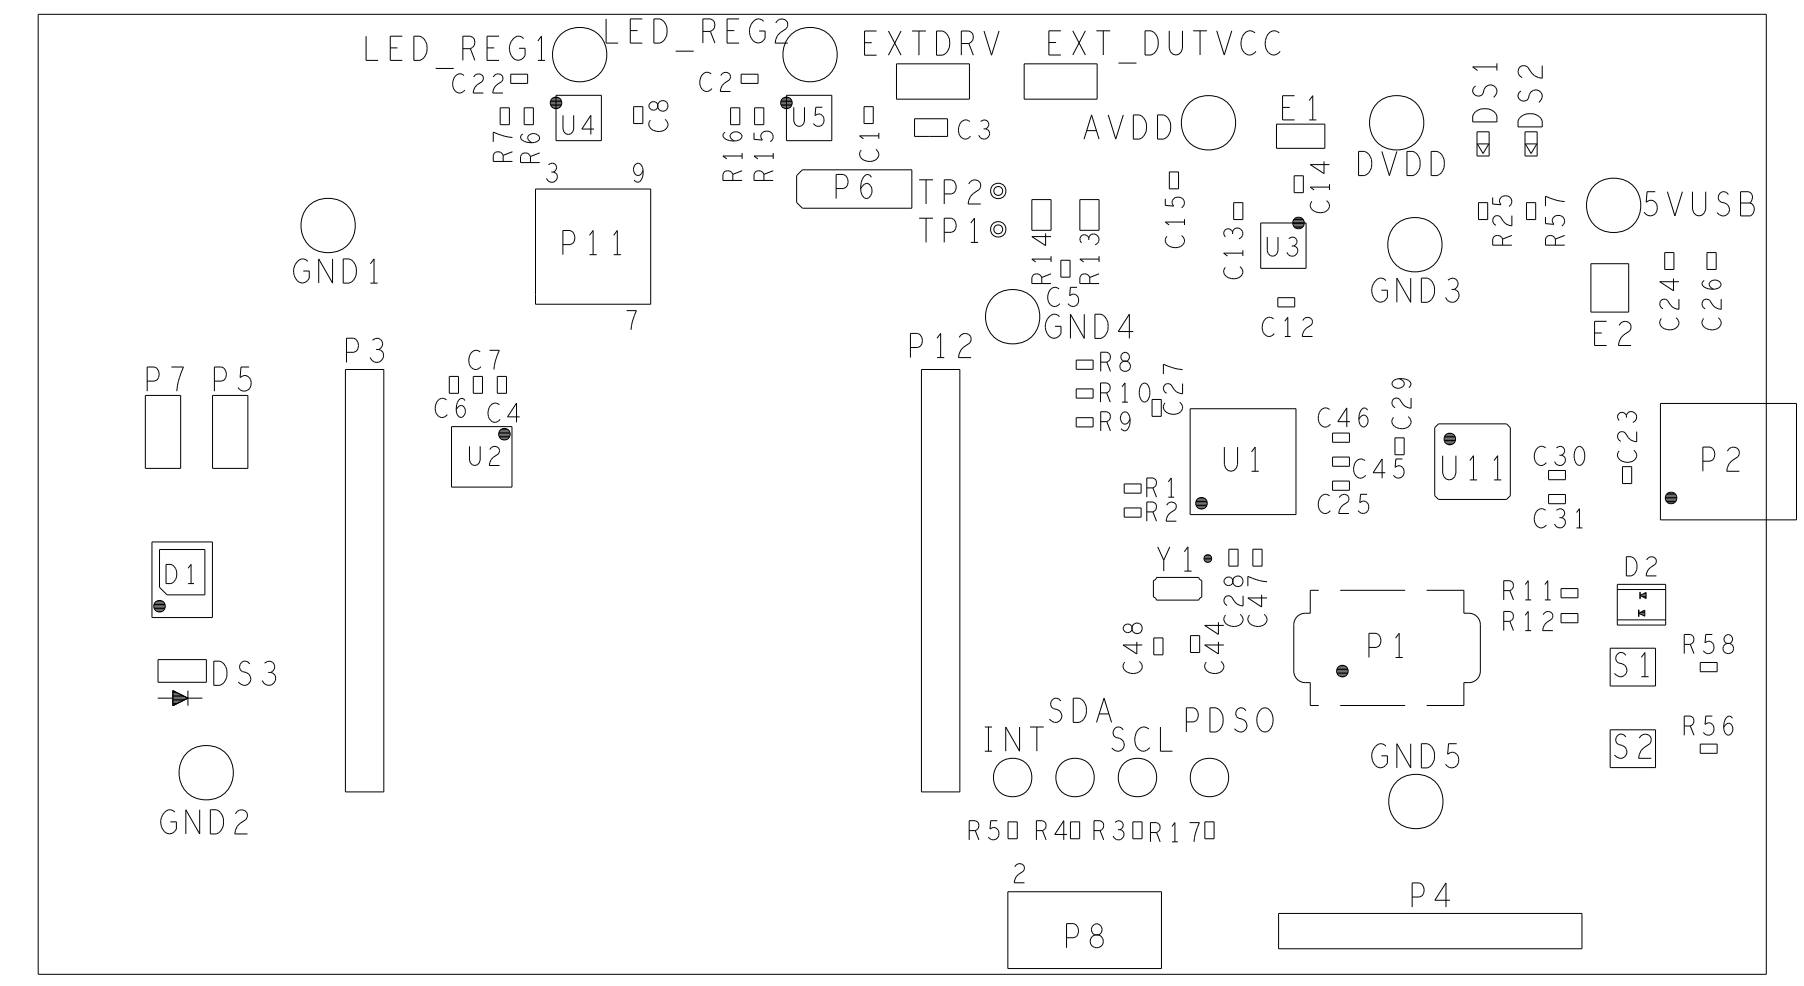 LED_REG1
LED_REG2
EXTDRV
EXT_DUTVCC
C22
C2
DS1
DS2
U4
C8
U5
C1
C3
AVDD
E1
DVDD
R7
R6
R16
R15
3
9
P6
TP2
TP1
C15
C14
R25
R57
5VUSB
P11
GND1
R14
R13
C13
U3
GND3
C5
GND4
C12
C24
C26
E2
7
P3
P12
C7
R8
R10
R9
C27
P7
P5
C6
C4
U2
C46
C29
C23
U1
C45
C25
U11
C30
C31
P2
R1
R2
Y1
C28
C47
D1
D2
R11
R12
C48
C44
P1
R58
S1
DS3
SDA
PDSO
INT
SCL
R56
S2
GND5
GND2
R5
R4
R3
R17
2
P8
P4